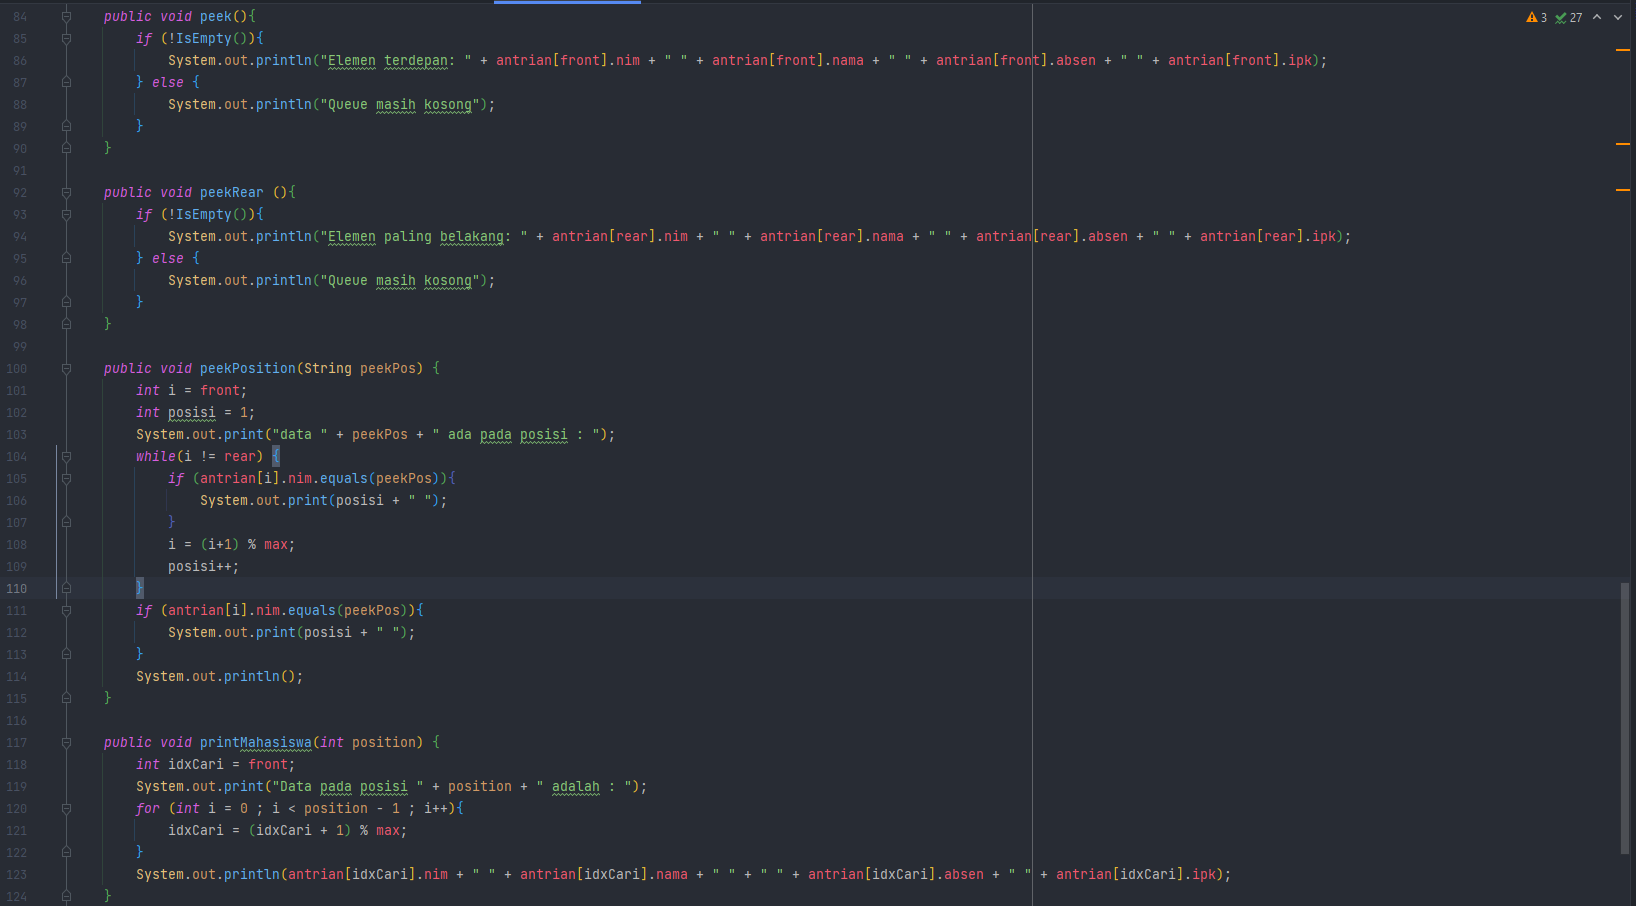 3 27
84 public void peek(){
85 if (!IsEmpty()){
86 System.out.println("Elemen terdepan: " + antrian[front].nim + " " + antrian[front].nama + " " + antrian[front].absen + " " + antrian[front].ipk);
87 } else {
88 System.out.println("Queue masih kosong");
89 }
90 }
91
92 public void peekRear (){
93 if (!IsEmpty()){
94 System.out.println("Elemen paling belakang: " + antrian[rear].nim + " " + antrian[rear].nama + " " + antrian[rear].absen + " " + antrian[rear].ipk);
95 } else {
96 System.out.println("Queue masih kosong");
97 }
98 }
99
100 public void peekPosition(String peekPos) {
101 int i = front;
102 int posisi = 1;
103 System.out.print("data " + peekPos + " ada pada posisi : ");
104 while(i != rear) {
105 if (antrian[i].nim.equals(peekPos)){
106 System.out.print(posisi + " ");
107 }
108 i = (i+1) % max;
109 posisi++;
110 }
111 if (antrian[i].nim.equals(peekPos)){
112 System.out.print(posisi + " ");
113 }
114 System.out.println();
115 }
116
117 public void printMahasiswa(int position) {
118 int idxCari = front;
119 System.out.print("Data pada posisi " + position + " adalah : ");
120 for (int i = 0 ; i < position - 1 ; i++){
121 idxCari = (idxCari + 1) % max;
122 }
123 System.out.println(antrian[idxCari].nim + " " + antrian[idxCari].nama + " " + " " + antrian[idxCari].absen + " " + antrian[idxCari].ipk);
124 }